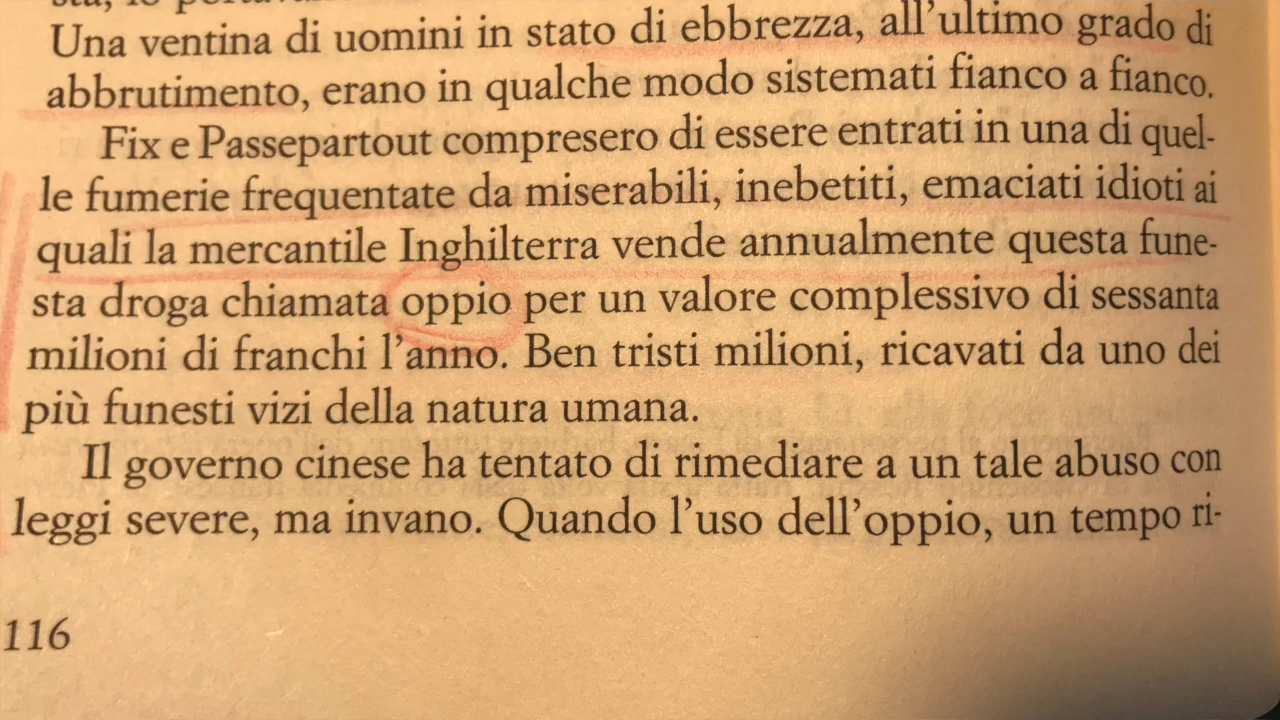 Una ventina di uomini in stato di ebbrezza, all'ultimo grado di
abbrutimento, erano in qualche modo sistemati fianco a fianco.
Fix e Passepartout compresero di essere entrati in una di quel-
le fumerie frequentate da miserabili, inebetiti, emaciati idioti ai
quali la mercantile Inghilterra vende annualmente questa fune-
sta droga chiamata oppio per un valore complessivo di sessanta
milioni di franchi l'anno. Ben tristi milioni, ricavati da uno dei
più funesti vizi della natura umana.
Il governo cinese ha tentato di rimediare a un tale abuso con
leggi severe, ma invano. Quando l'uso dell'oppio, un tempo ri-
116